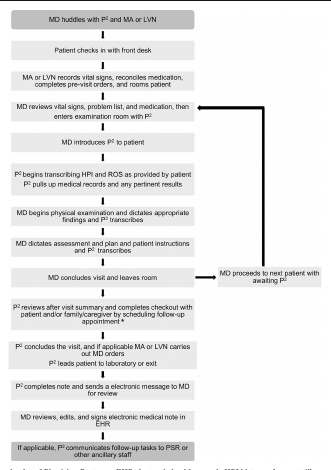 MD huddles with P² and MA or LVN
Patient checks in with front desk
MA or LVN records vital signs, reconciles medication,
completes pre-visit orders, and rooms patient
MD reviews vital signs, problem list, and medication, then
enters examination room with P²
MD introduces P² to patient
P² begins transcribing HPI and ROS as provided by patient
P² pulls up medical records and any pertinent results
MD begins physical examination and dictates appropriate
findings and P² transcribes
MD dictates assessment and plan and patient instructions
and P² transcribes
MD concludes visit and leaves room
MD proceeds to next patient with
awaiting P²
P² reviews after visit summary and completes checkout with
patient and/or family/caregiver by scheduling follow-up
appointment *
P² concludes the visit, and if applicable MA or LVN carries
out MD orders
P² leads patient to laboratory or exit
P² completes note and sends a electronic message to MD
for review
MD reviews, edits, and signs electronic medical note in
EHR
If applicable, P² communicates follow-up tasks to PSR or
other ancillary staff